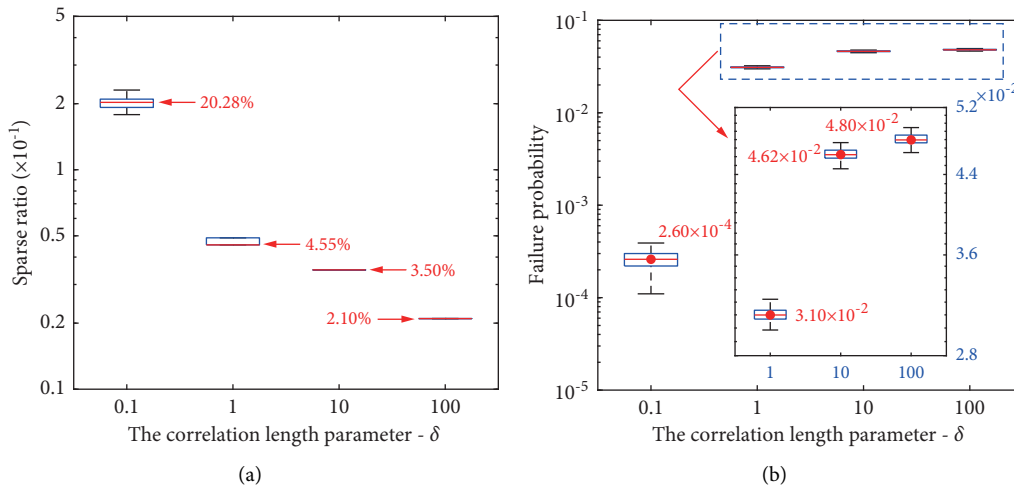 5
2
1
0.5
0.2
0.1
Sparse ratio (×10⁻¹)
20.28%
4.55%
3.50%
2.10%
0.1 1 10 100
The correlation length parameter - δ
(a)
10⁻¹
10⁻²
10⁻³
10⁻⁴
10⁻⁵
Failure probability
2.60×10⁻⁴
×10⁻²
5.2
4.4
3.6
2.8
4.80×10⁻²
4.62×10⁻²
3.10×10⁻²
1 10 100
0.1 1 10 100
The correlation length parameter - δ
(b)